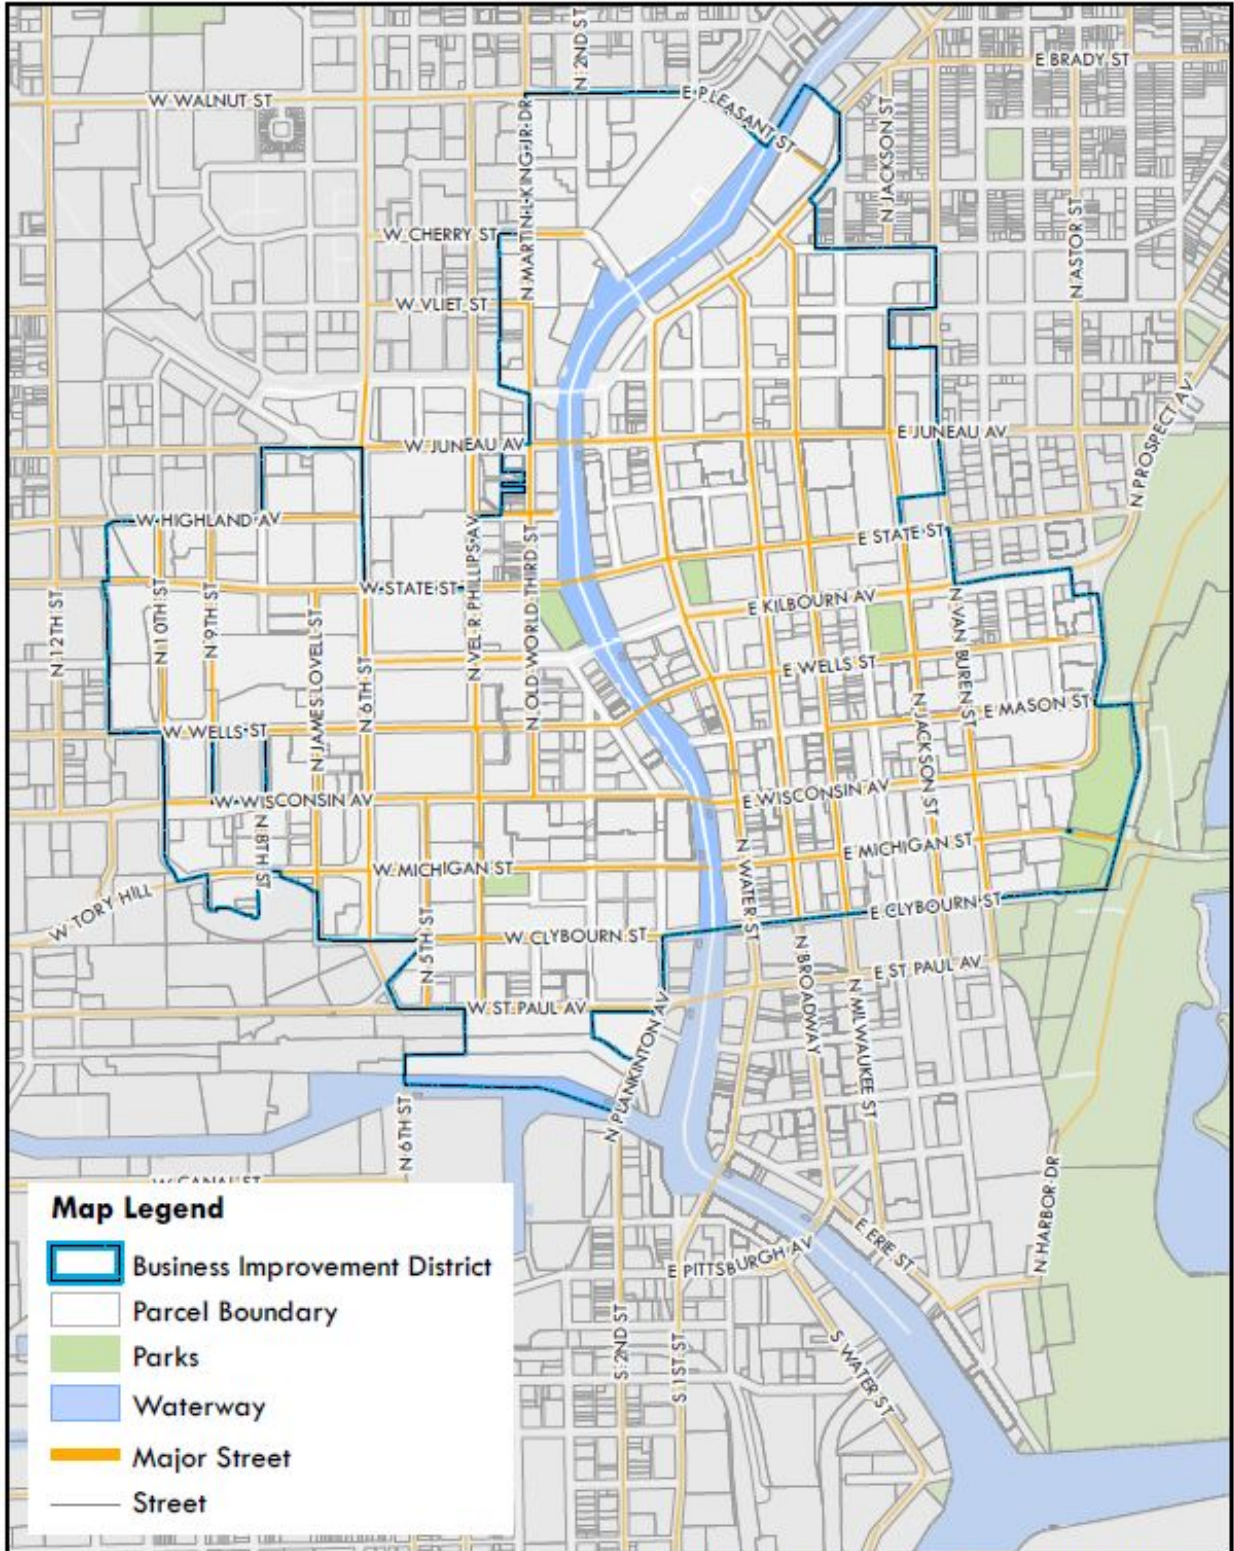 N 2ND ST
E BRADY ST
W WALNUT ST
E PLEASANT ST
N MARTIN L KING JR DR
N JACKSON ST
N ASTOR ST
W CHERRY ST
W VLIET ST
N PROSPECT AV
W JUNEAU AV
E JUNEAU AV
W HIGHLAND AV
E STATE ST
W STATE ST
N 12TH ST
N 10TH ST
N 9TH ST
N JAMES LOVELL ST
N 6TH ST
N VEL R PHILLIPS AV
N OLD WORLD THIRD ST
E KILBOURN AV
N VAN BUREN ST
E WELLS ST
N JACKSON ST
E MASON ST
W WELLS ST
W WISCONSIN AV
E WISCONSIN AV
N 8TH ST
W MICHIGAN ST
N WATER ST
E MICHIGAN ST
W TORY HILL
N 5TH ST
W CLYBOURN ST
E CLYBOURN ST
N BROADWAY
E ST PAUL AV
N MILWAUKEE ST
W ST PAUL AV
N PLANKINTON AV
N 6TH ST
W CANAL ST
N HARBOR DR
E ERIE ST
E PITTSBURGH AV
S 2ND ST
S 1ST ST
S WATER ST
Map Legend
Business Improvement District
Parcel Boundary
Parks
Waterway
Major Street
Street